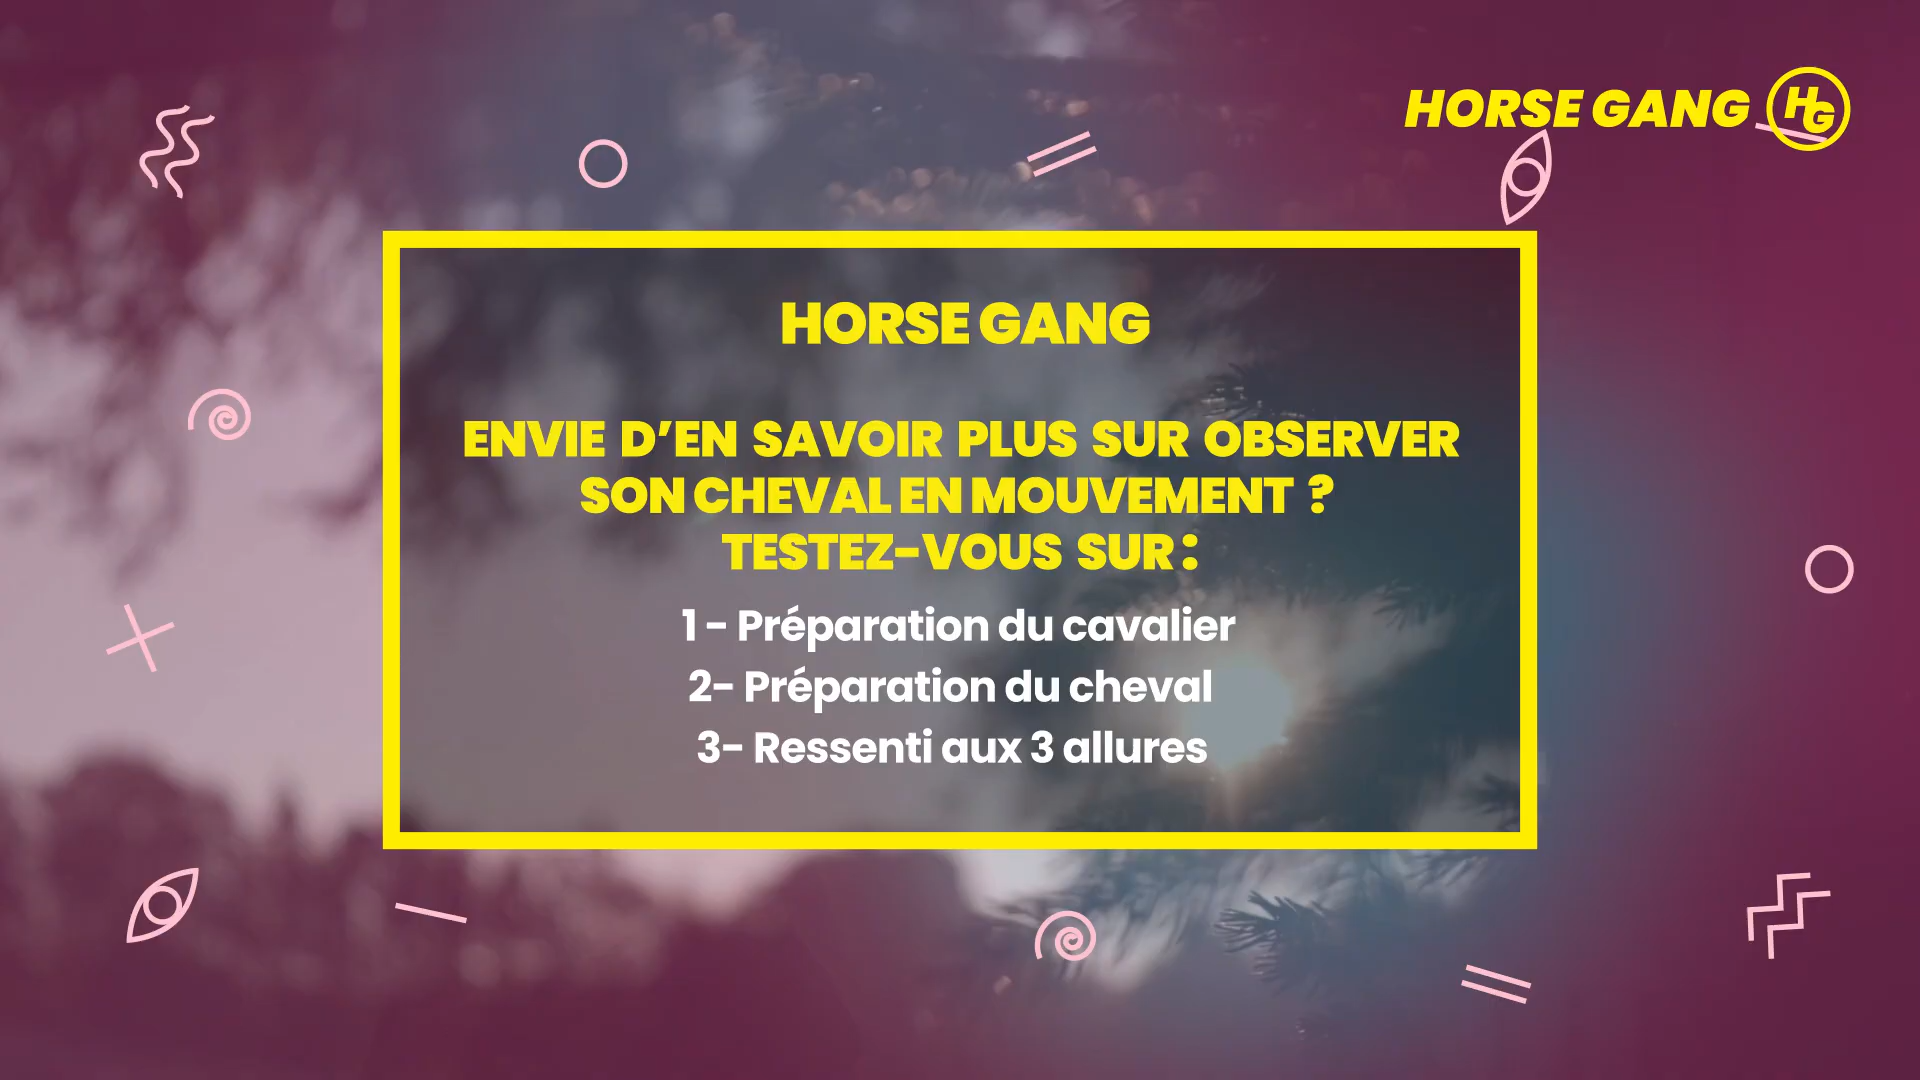 HORSE GANG HG
HORSE GANG
ENVIE D’EN SAVOIR PLUS SUR OBSERVER
SON CHEVAL EN MOUVEMENT ?
TESTEZ-VOUS SUR :
1 - Préparation du cavalier
2- Préparation du cheval
3- Ressenti aux 3 allures